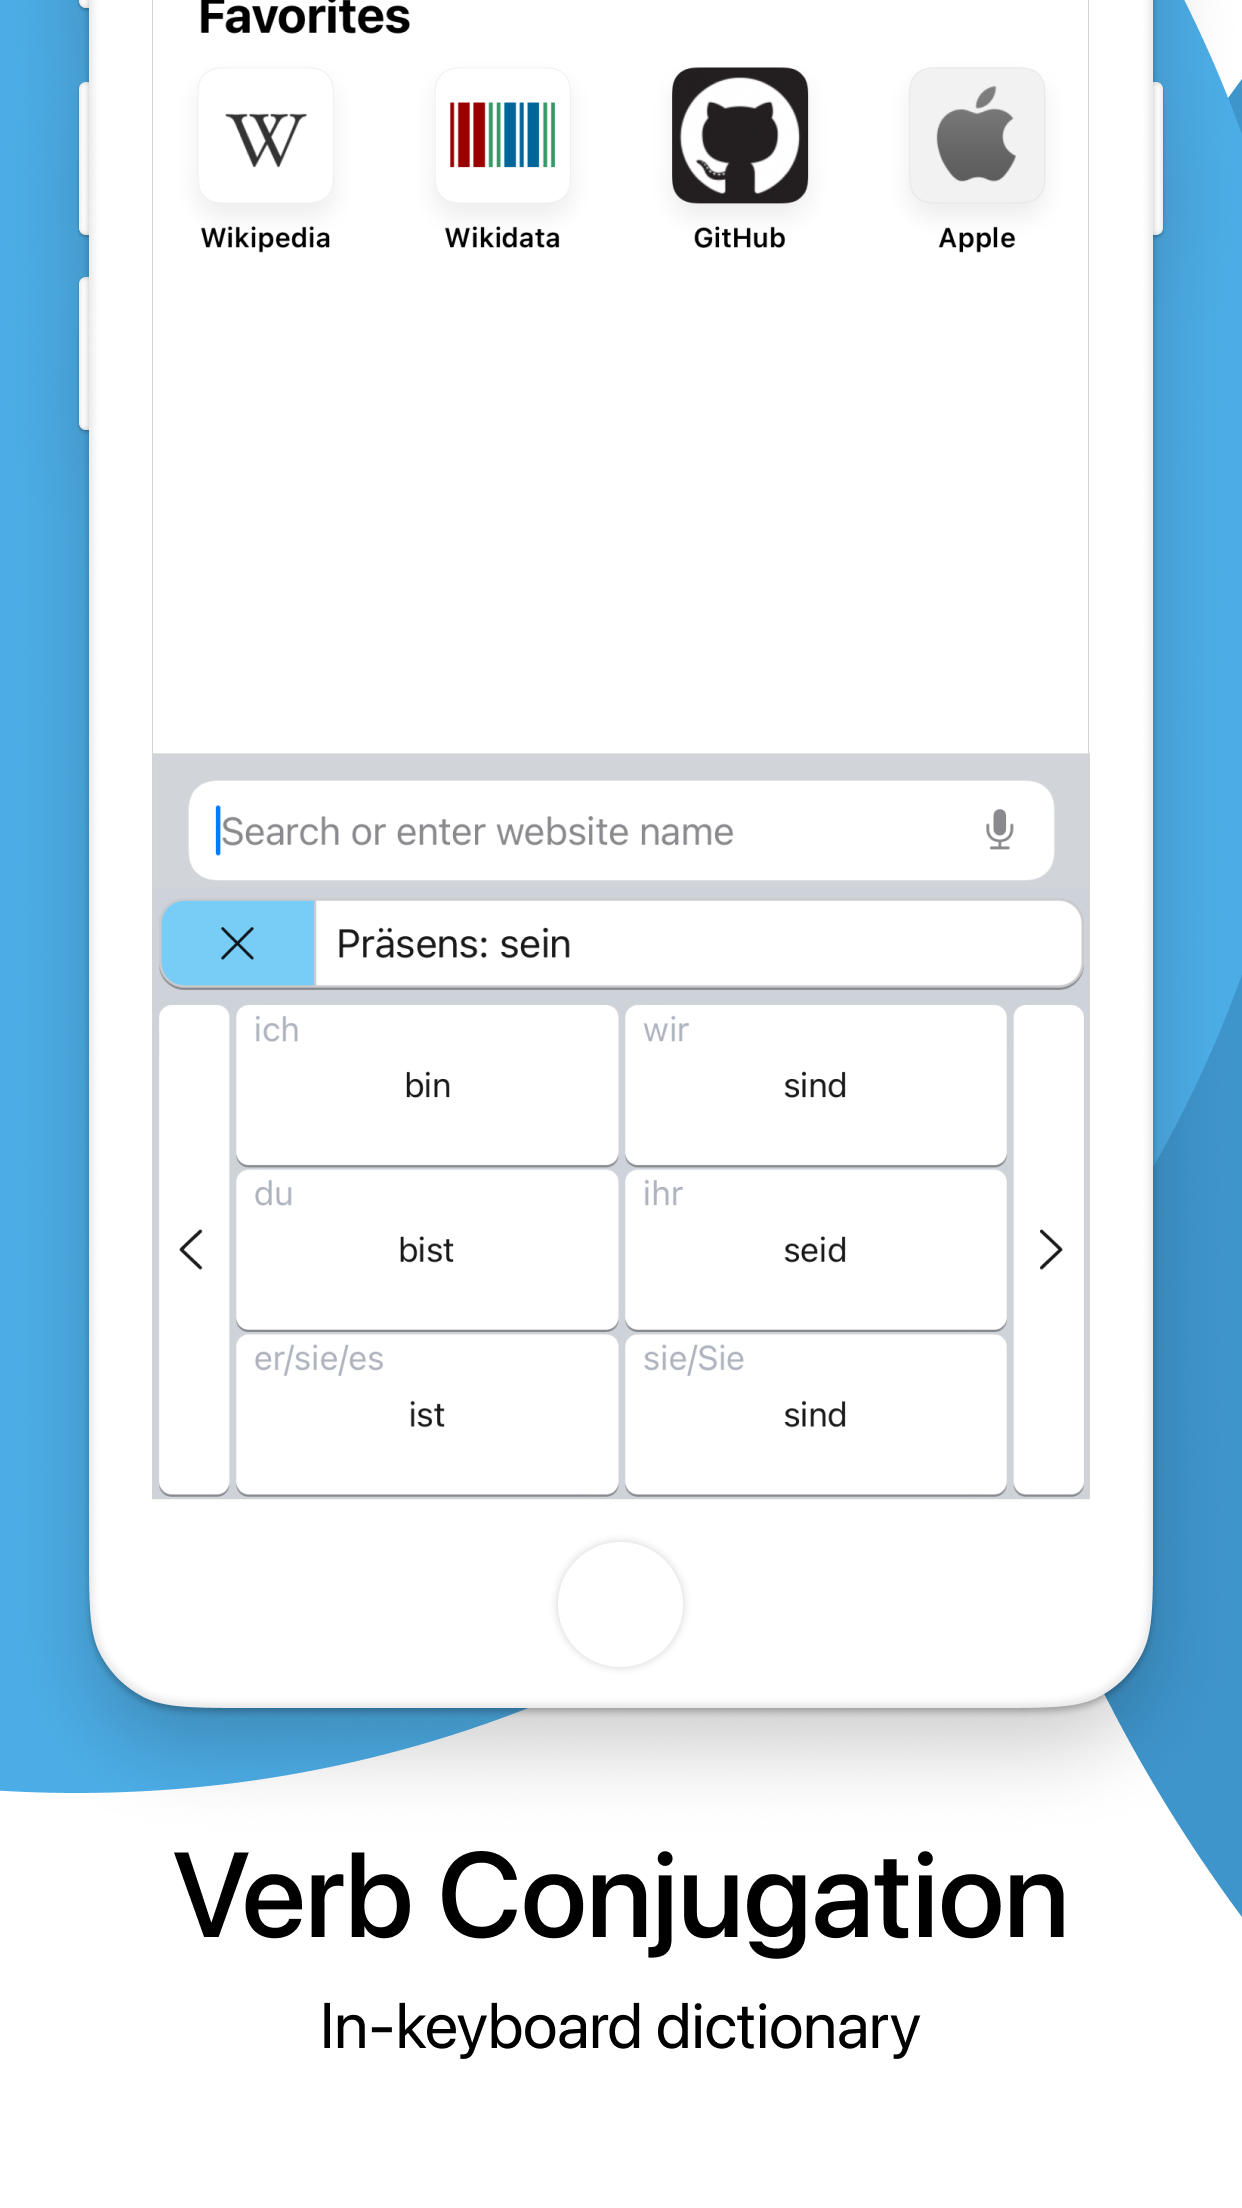 Favorites
W
Wikipedia Wikidata GitHub Apple
Search or enter website name
Präsens: sein
ich wir
bin sind
du ihr
bist seid
er/sie/es sie/Sie
ist sind
Verb Conjugation
In-keyboard dictionary